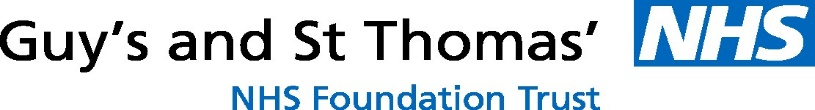 Guy's and St Thomas' NHS
NHS Foundation Trust